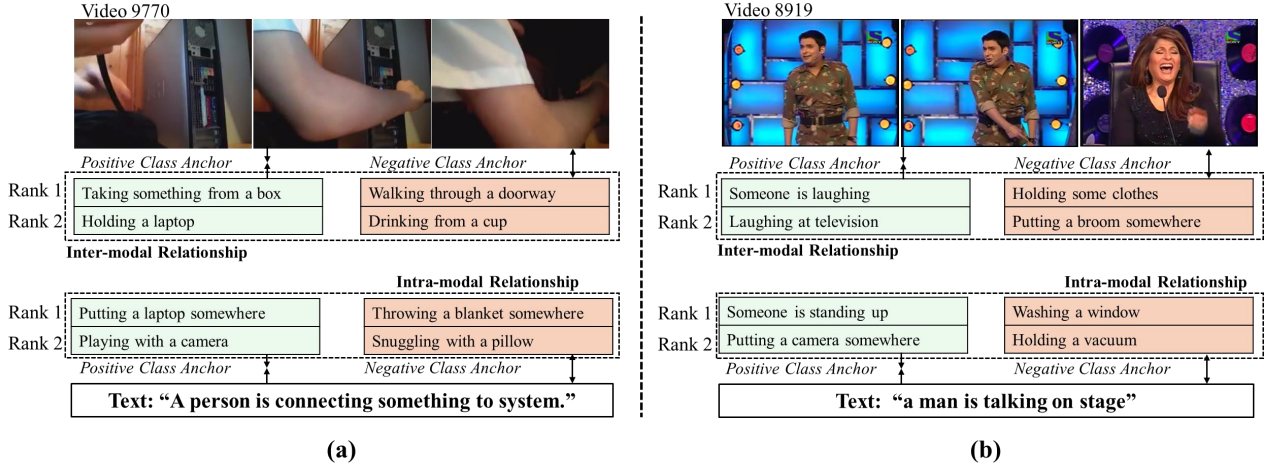 Video 9770
Positive Class Anchor
Negative Class Anchor
Rank 1
Taking something from a box
Walking through a doorway
Rank 2
Holding a laptop
Drinking from a cup
Inter-modal Relationship
Intra-modal Relationship
Rank 1
Putting a laptop somewhere
Throwing a blanket somewhere
Rank 2
Playing with a camera
Snuggling with a pillow
Positive Class Anchor
Negative Class Anchor
Text: “A person is connecting something to system.”
(a)
Video 8919
SONY
SONY
SONY
Positive Class Anchor
Negative Class Anchor
Rank 1
Someone is laughing
Holding some clothes
Rank 2
Laughing at television
Putting a broom somewhere
Inter-modal Relationship
Intra-modal Relationship
Rank 1
Someone is standing up
Washing a window
Rank 2
Putting a camera somewhere
Holding a vacuum
Positive Class Anchor
Negative Class Anchor
Text: “a man is talking on stage”
(b)